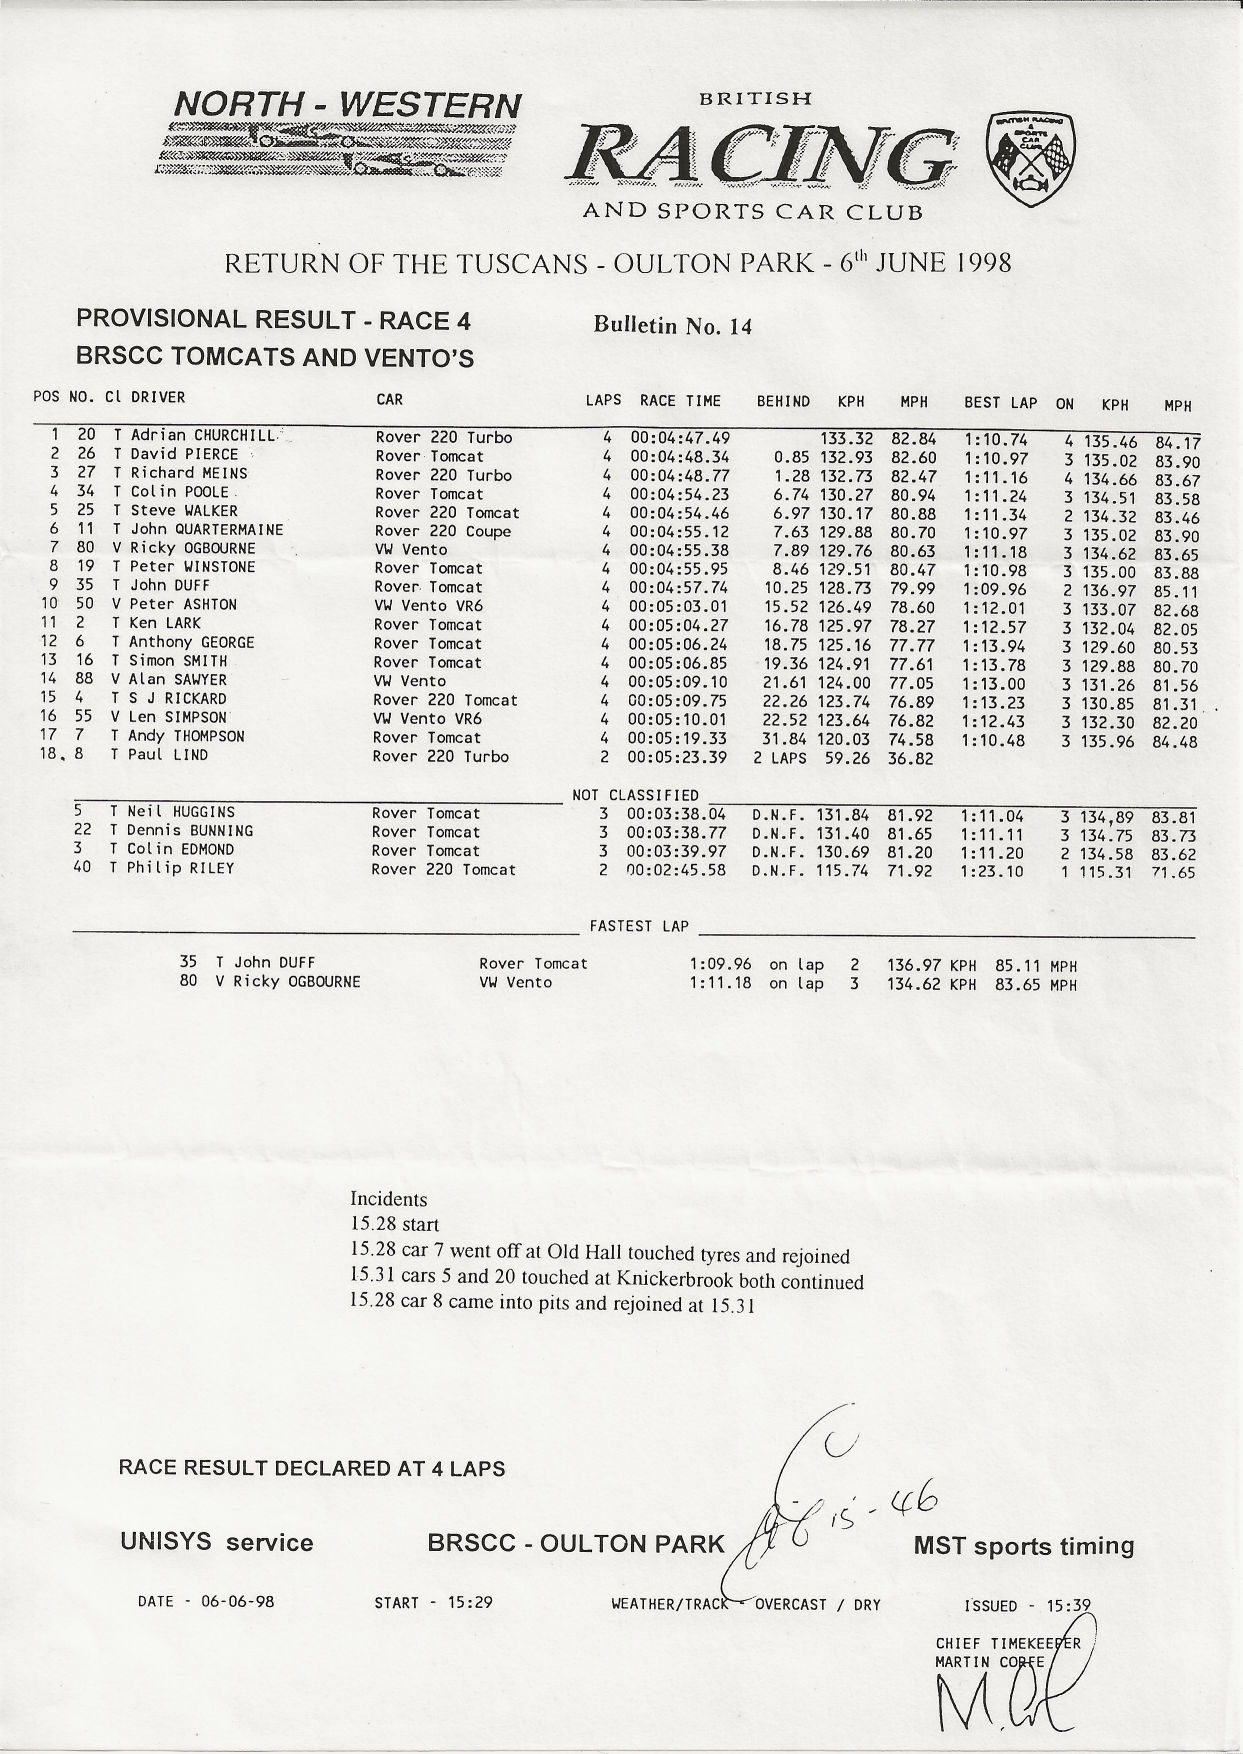 NORTH - WESTERN
BRITISH
RACING
AND SPORTS CAR CLUB
BRITISH RACING & SPORTS CAR CLUB
RETURN OF THE TUSCANS - OULTON PARK - 6th JUNE 1998
PROVISIONAL RESULT - RACE 4 Bulletin No. 14
BRSCC TOMCATS AND VENTO'S
POS NO. Cl DRIVER CAR LAPS RACE TIME BEHIND KPH MPH BEST LAP ON KPH MPH
1 20 T Adrian CHURCHILL Rover 220 Turbo 4 00:04:47.49 133.32 82.84 1:10.74 4 135.46 84.17
2 26 T David PIERCE Rover Tomcat 4 00:04:48.34 0.85 132.93 82.60 1:10.97 3 135.02 83.90
3 27 T Richard MEINS Rover 220 Turbo 4 00:04:48.77 1.28 132.73 82.47 1:11.16 4 134.66 83.67
4 34 T Colin POOLE Rover Tomcat 4 00:04:54.23 6.74 130.27 80.94 1:11.24 3 134.51 83.58
5 25 T Steve WALKER Rover 220 Tomcat 4 00:04:54.46 6.97 130.17 80.88 1:11.34 2 134.32 83.46
6 11 T John QUARTERMAINE Rover 220 Coupe 4 00:04:55.12 7.63 129.88 80.70 1:10.97 3 135.02 83.90
7 80 V Ricky OGBOURNE VW Vento 4 00:04:55.38 7.89 129.76 80.63 1:11.18 3 134.62 83.65
8 19 T Peter WINSTONE Rover Tomcat 4 00:04:55.95 8.46 129.51 80.47 1:10.98 3 135.00 83.88
9 35 T John DUFF Rover Tomcat 4 00:04:57.74 10.25 128.73 79.99 1:09.96 2 136.97 85.11
10 50 V Peter ASHTON VW Vento VR6 4 00:05:03.01 15.52 126.49 78.60 1:12.01 3 133.07 82.68
11 2 T Ken LARK Rover Tomcat 4 00:05:04.27 16.78 125.97 78.27 1:12.57 3 132.04 82.05
12 6 T Anthony GEORGE Rover Tomcat 4 00:05:06.24 18.75 125.16 77.77 1:13.94 3 129.60 80.53
13 16 T Simon SMITH Rover Tomcat 4 00:05:06.85 19.36 124.91 77.61 1:13.78 3 129.88 80.70
14 88 V Alan SAWYER VW Vento 4 00:05:09.10 21.61 124.00 77.05 1:13.00 3 131.26 81.56
15 4 T S J RICKARD Rover 220 Tomcat 4 00:05:09.75 22.26 123.74 76.89 1:13.23 3 130.85 81.31
16 55 V Len SIMPSON VW Vento VR6 4 00:05:10.01 22.52 123.64 76.82 1:12.43 3 132.30 82.20
17 7 T Andy THOMPSON Rover Tomcat 4 00:05:19.33 31.84 120.03 74.58 1:10.48 3 135.96 84.48
18. 8 T Paul LIND Rover 220 Turbo 2 00:05:23.39 2 LAPS 59.26 36.82
NOT CLASSIFIED
5 T Neil HUGGINS Rover Tomcat 3 00:03:38.04 D.N.F. 131.84 81.92 1:11.04 3 134,89 83.81
22 T Dennis BUNNING Rover Tomcat 3 00:03:38.77 D.N.F. 131.40 81.65 1:11.11 3 134.75 83.73
3 T Colin EDMOND Rover Tomcat 3 00:03:39.97 D.N.F. 130.69 81.20 1:11.20 2 134.58 83.62
40 T Philip RILEY Rover 220 Tomcat 2 00:02:45.58 D.N.F. 115.74 71.92 1:23.10 1 115.31 71.65
FASTEST LAP
35 T John DUFF Rover Tomcat 1:09.96 on lap 2 136.97 KPH 85.11 MPH
80 V Ricky OGBOURNE VW Vento 1:11.18 on lap 3 134.62 KPH 83.65 MPH
Incidents
15.28 start
15.28 car 7 went off at Old Hall touched tyres and rejoined
15.31 cars 5 and 20 touched at Knickerbrook both continued
15.28 car 8 came into pits and rejoined at 15.31
RACE RESULT DECLARED AT 4 LAPS
15-46
UNISYS service BRSCC - OULTON PARK MST sports timing
DATE - 06-06-98 START - 15:29 WEATHER/TRACK - OVERCAST / DRY ISSUED - 15:39
CHIEF TIMEKEEPER
MARTIN CORFE